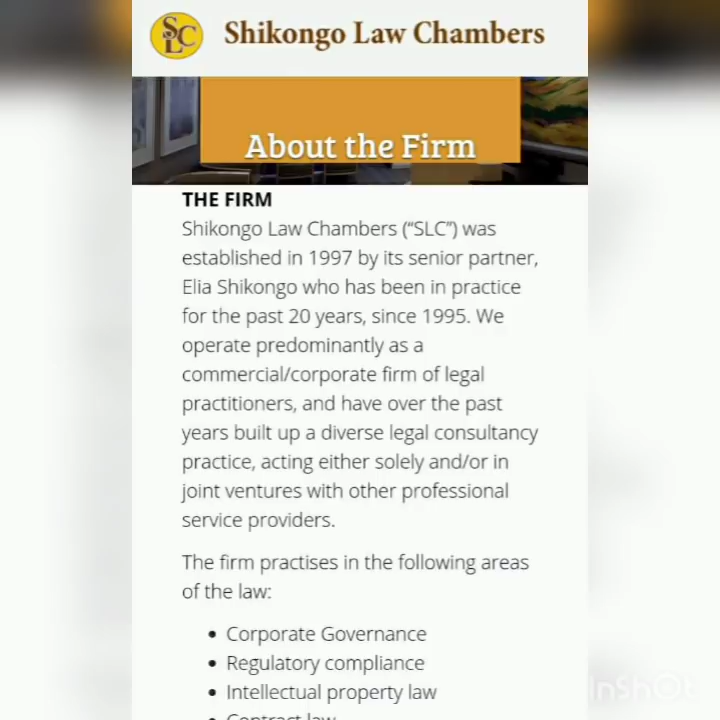 SLC
Shikongo Law Chambers
About the Firm
THE FIRM
Shikongo Law Chambers (“SLC”) was
established in 1997 by its senior partner,
Elia Shikongo who has been in practice
for the past 20 years, since 1995. We
operate predominantly as a
commercial/corporate firm of legal
practitioners, and have over the past
years built up a diverse legal consultancy
practice, acting either solely and/or in
joint ventures with other professional
service providers.
The firm practises in the following areas
of the law:
• Corporate Governance
• Regulatory compliance
• Intellectual property law
• Contract law
InShOt